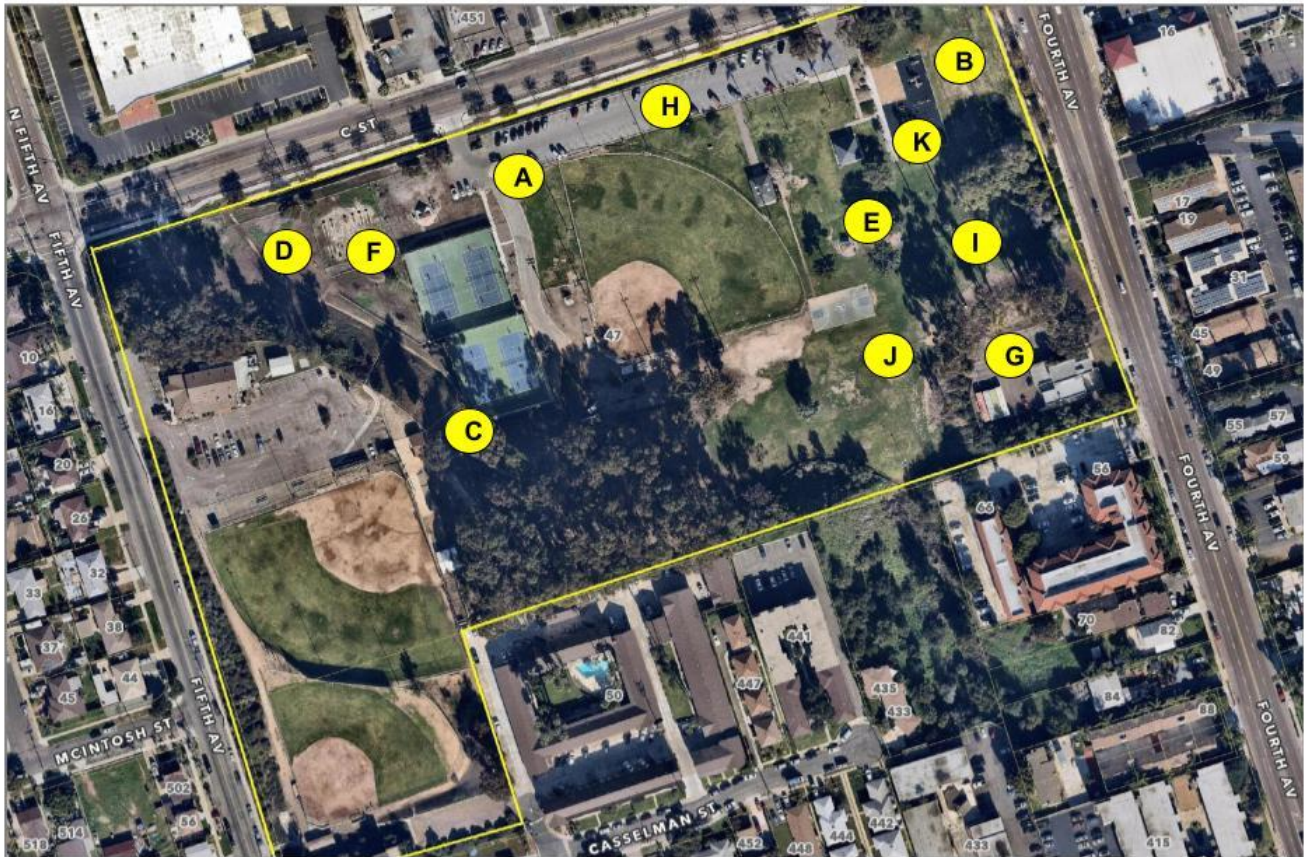 451
16
FOURTH AV
B
C ST
N FIFTH AV
H
K
A
17
19
D
F
E
I
31
FIFTH AV
10
47
45
49
J
G
16
C
55
57
20
56
59
26
66
FOURTH AV
32
33
38
70
82
37
44
441
45
50
447
435
433
84
88
FIFTH AV
MCINTOSH ST
502
56
518
514
CASSELMAN ST
452
448
444
442
433
415
FOURTH AV